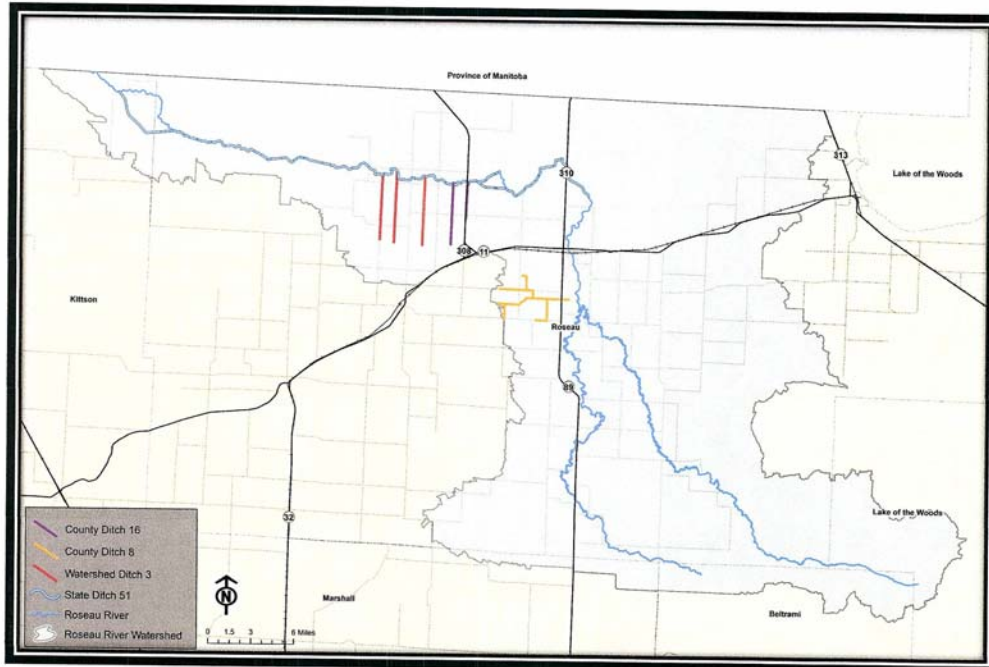 Province of Manitoba
313
310
Lake of the Woods
308
11
Kittson
Roseau
89
Lake of the Woods
32
County Ditch 16
County Ditch 8
Watershed Ditch 3
State Ditch 51
Roseau River
Roseau River Watershed
N
0 1.5 3 6 Miles
Marshall
Beltrami